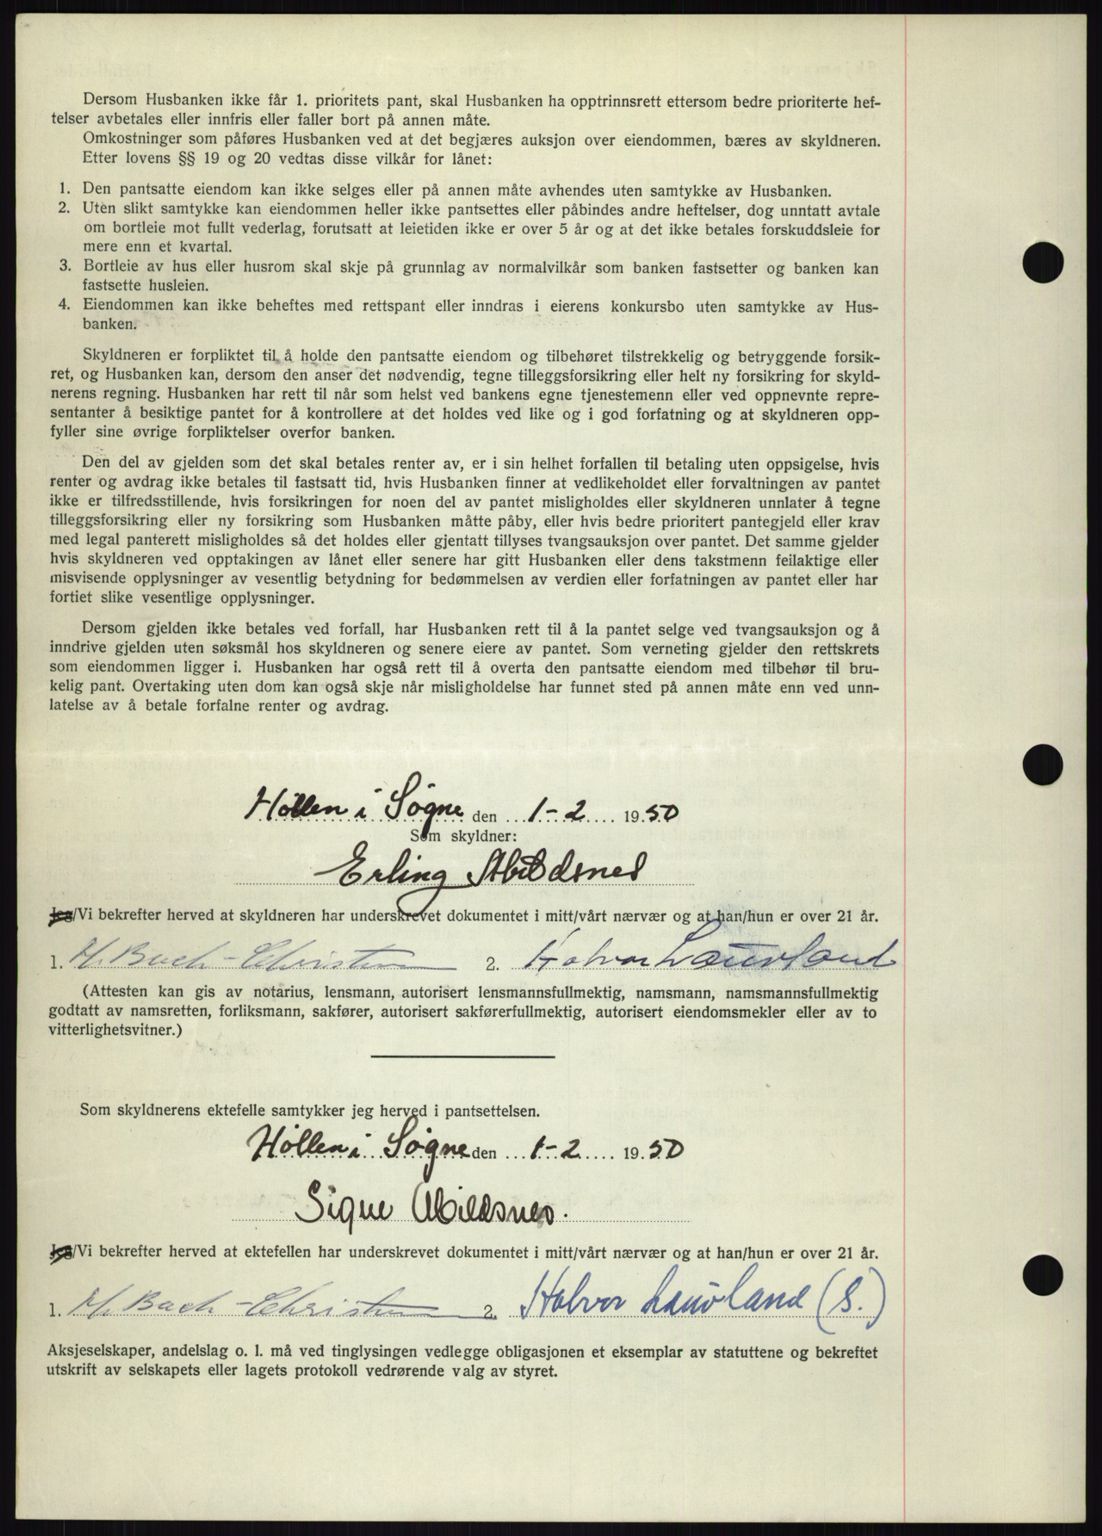 Dersom Husbanken ikke får 1. prioritets pant, skal Husbanken ha opptrinnsrett ettersom bedre prioriterte hef-
telser avbetales eller innfris eller faller bort på annen måte.
Omkostninger som påføres Husbanken ved at det begjæres auksjon over eiendommen, bæres av skyldneren.
Etter lovens §§ 19 og 20 vedtas disse vilkår for lånet:
1. Den pantsatte eiendom kan ikke selges eller på annen måte avhendes uten samtykke av Husbanken.
2. Uten slikt samtykke kan eiendommen heller ikke pantsettes eller påbindes andre heftelser, dog unntatt avtale
om bortleie mot fullt vederlag, forutsatt at leietiden ikke er over 5 år og at det ikke betales forskuddsleie for
mere enn et kvartal.
3. Bortleie av hus eller husrom skal skje på grunnlag av normalvilkår som banken fastsetter og banken kan
fastsette husleien.
4. Eiendommen kan ikke beheftes med rettspant eller inndras i eierens konkursbo uten samtykke av Hus-
banken.
Skyldneren er forpliktet til å holde den pantsatte eiendom og tilbehøret tilstrekkelig og betryggende forsik-
ret, og Husbanken kan, dersom den anser det nødvendig, tegne tilleggsforsikring eller helt ny forsikring for skyld-
nerens regning. Husbanken har rett til når som helst ved bankens egne tjenestemenn eller ved oppnevnte repre-
sentanter å besiktige pantet for å kontrollere at det holdes ved like og i god forfatning og at skyldneren opp-
fyller sine øvrige forpliktelser overfor banken.
Den del av gjelden som det skal betales renter av, er i sin helhet forfallen til betaling uten oppsigelse, hvis
renter og avdrag ikke betales til fastsatt tid, hvis Husbanken finner at vedlikeholdet eller forvaltningen av pantet
ikke er tilfredsstillende, hvis forsikringen for noen del av pantet misligholdes eller skyldneren unnlater å tegne
tilleggsforsikring eller ny forsikring som Husbanken måtte påby, eller hvis bedre prioritert pantegjeld eller krav
med legal panterett misligholdes så det holdes eller gjentatt tillyses tvangsauksjon over pantet. Det samme gjelder
hvis skyldneren ved opptakingen av lånet eller senere har gitt Husbanken eller dens takstmenn feilaktige eller
misvisende opplysninger av vesentlig betydning for bedømmelsen av verdien eller forfatningen av pantet eller har
fortiet slike vesentlige opplysninger.
Dersom gjelden ikke betales ved forfall, har Husbanken rett til å la pantet selge ved tvangsauksjon og å
inndrive gjelden uten søksmål hos skyldneren og senere eiere av pantet. Som verneting gjelder den rettskrets
som eiendommen ligger i. Husbanken har også rett til å overta den pantsatte eiendom med tilbehør til bru-
kelig pant. Overtaking uten dom kan også skje når misligholdelse har funnet sted på annen måte enn ved unn-
latelse av å betale forfalne renter og avdrag.
Høllen i Søgne den 1-2 1950
Som skyldner:
Erling Abildsnes
Jeg/Vi bekrefter herved at skyldneren har underskrevet dokumentet i mitt/vårt nærvær og at han/hun er over 21 år.
1. M. Bach-Christensen 2. Halvor Lauvland
(Attesten kan gis av notarius, lensmann, autorisert lensmannsfullmektig, namsmann, namsmannsfullmektig
godtatt av namsretten, forliksmann, sakfører, autorisert sakførerfullmektig, autorisert eiendomsmekler eller av to
vitterlighetsvitner.)
Som skyldnerens ektefelle samtykker jeg herved i pantsettelsen.
Høllen i Søgne den 1-2 1950
Signe Abildsnes.
Jeg/Vi bekrefter herved at ektefellen har underskrevet dokumentet i mitt/vårt nærvær og at han/hun er over 21 år.
1. M. Bach-Christensen 2. Halvor Lauvland (S.)
Aksjeselskaper, andelslag o. l. må ved tinglysingen vedlegge obligasjonen et eksemplar av statuttene og bekreftet
utskrift av selskapets eller lagets protokoll vedrørende valg av styret.